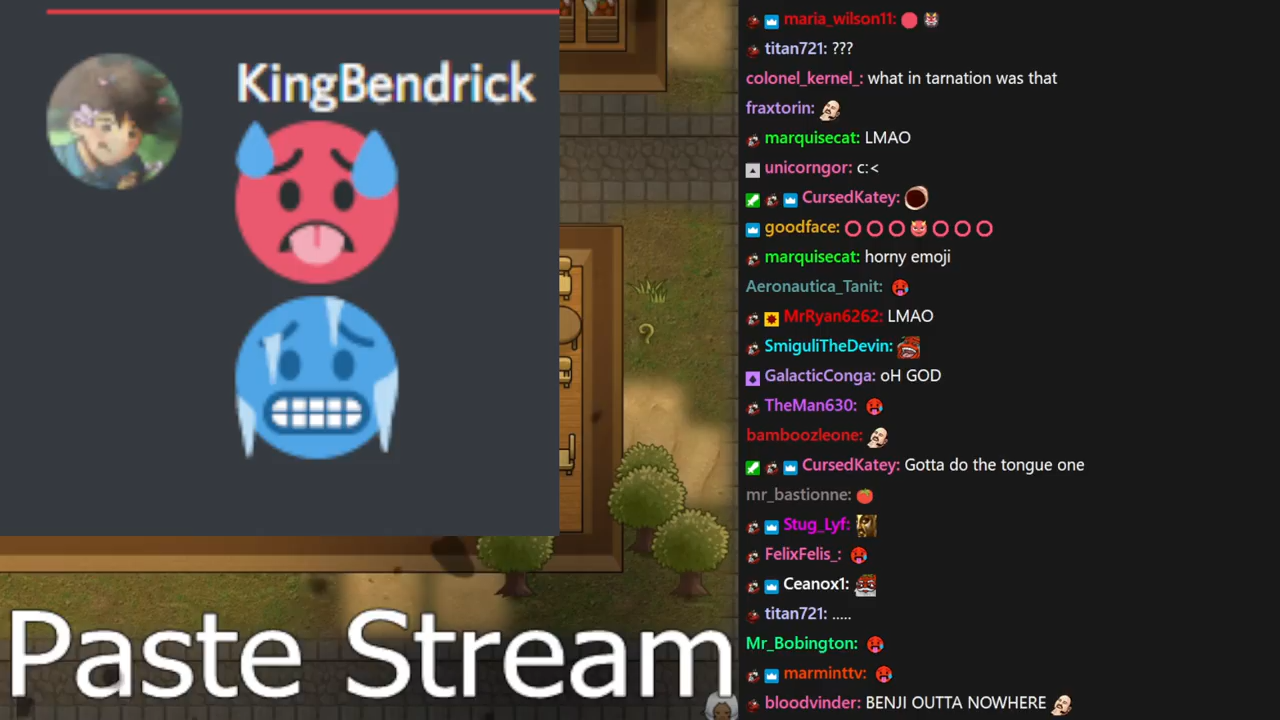 KingBendrick
Paste Stream
maria_wilson11:
titan721: ???
colonel_kernel_: what in tarnation was that
fraxtorin:
marquisecat: LMAO
unicorngor: c:<
CursedKatey:
goodface:
marquisecat: horny emoji
Aeronautica_Tanit:
MrRyan6262: LMAO
SmiguliTheDevin:
GalacticConga: oH GOD
TheMan630:
bamboozleone:
CursedKatey: Gotta do the tongue one
mr_bastionne:
Stug_Lyf:
FelixFelis_:
Ceanox1:
titan721: .....
Mr_Bobington:
marminttv:
bloodvinder: BENJI OUTTA NOWHERE